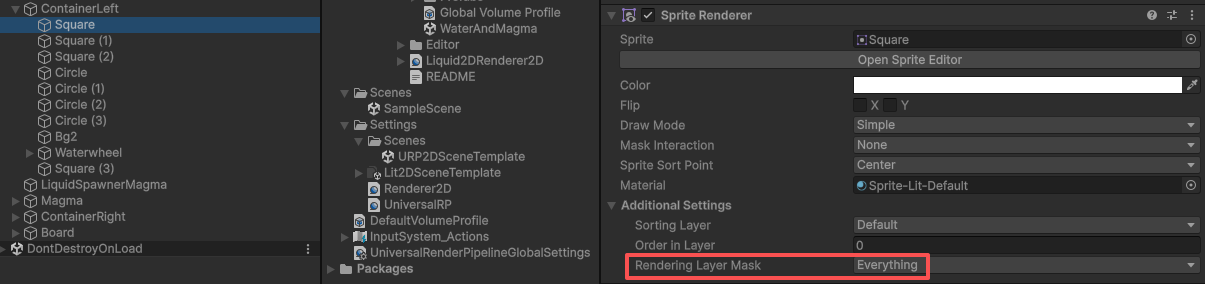 ContainerLeft
Square
Square (1)
Square (2)
Circle
Circle (1)
Circle (2)
Circle (3)
Bg2
Waterwheel
Square (3)
LiquidSpawnerMagma
Magma
ContainerRight
Board
DontDestroyOnLoad
Global Volume Profile
WaterAndMagma
Editor
Liquid2DRenderer2D
README
Scenes
SampleScene
Settings
Scenes
URP2DSceneTemplate
Lit2DSceneTemplate
Renderer2D
UniversalRP
DefaultVolumeProfile
InputSystem_Actions
UniversalRenderPipelineGlobalSettings
Packages
Sprite Renderer
Sprite Square
Open Sprite Editor
Color
Flip X Y
Draw Mode Simple
Mask Interaction None
Sprite Sort Point Center
Material Sprite-Lit-Default
Additional Settings
Sorting Layer Default
Order in Layer 0
Rendering Layer Mask Everything